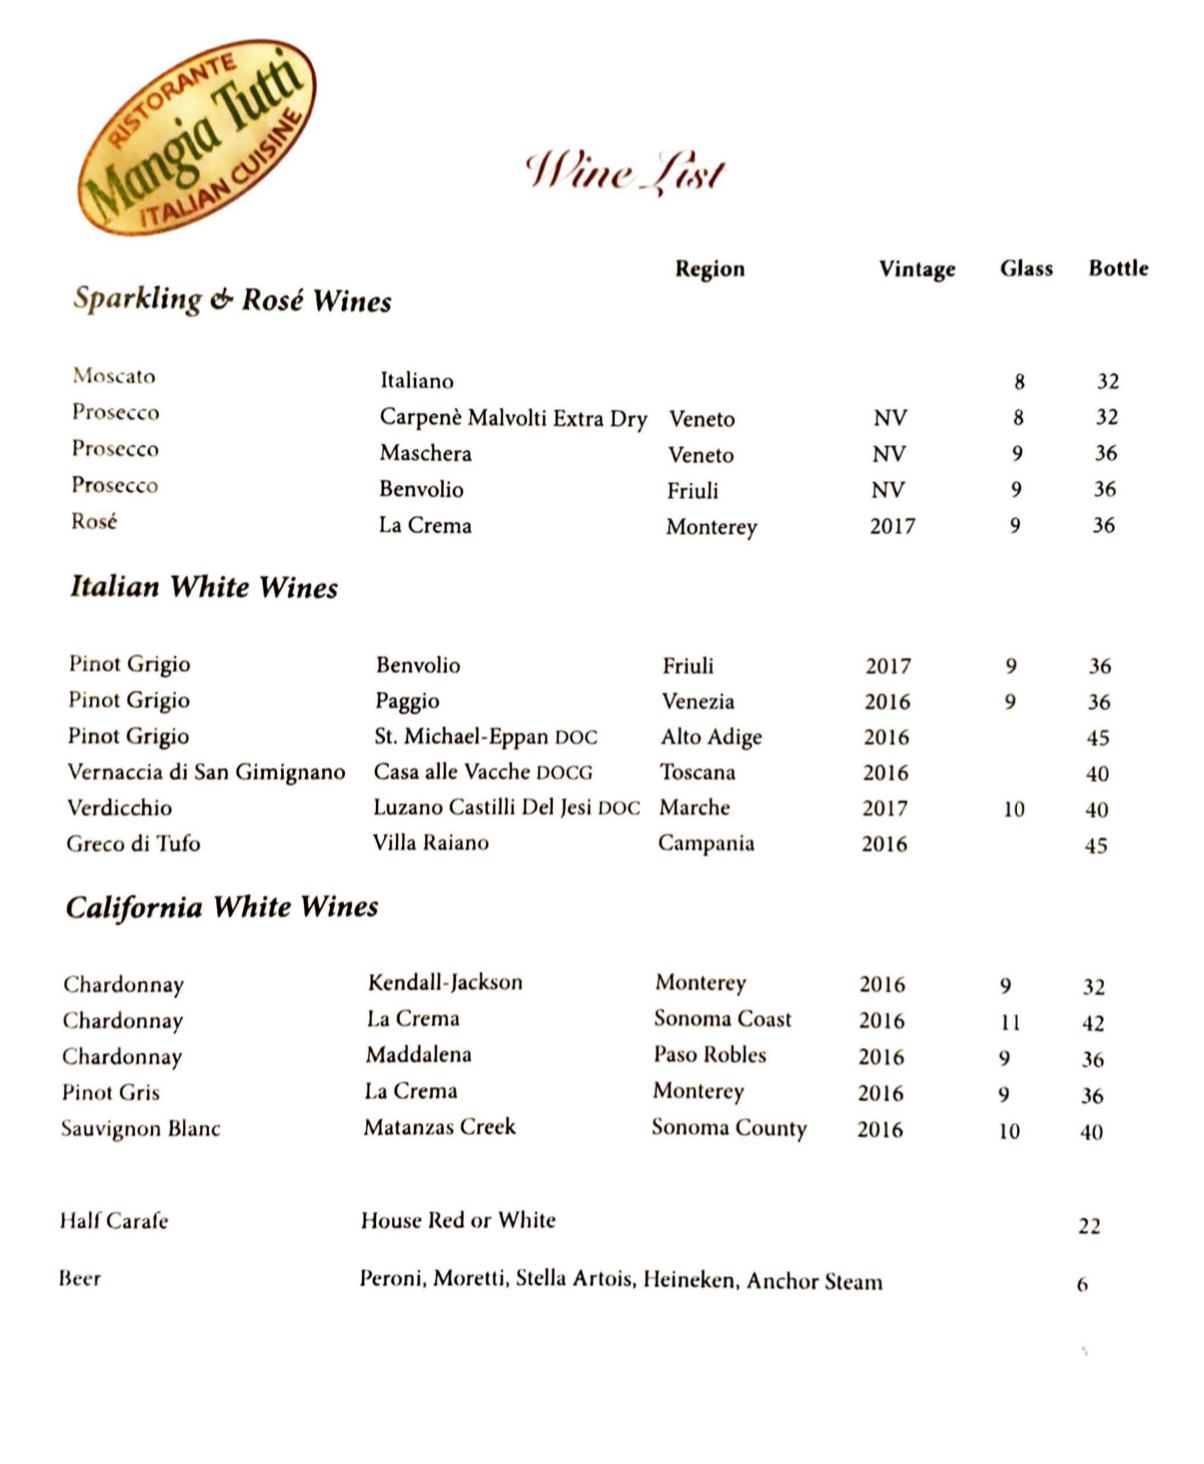 RISTORANTE
Mangia Tutti
ITALIAN CUISINE
Wine List
Region Vintage Glass Bottle
Sparkling & Rosé Wines
Moscato Italiano 8 32
Prosecco Carpenè Malvolti Extra Dry Veneto NV 8 32
Prosecco Maschera Veneto NV 9 36
Prosecco Benvolio Friuli NV 9 36
Rosé La Crema Monterey 2017 9 36
Italian White Wines
Pinot Grigio Benvolio Friuli 2017 9 36
Pinot Grigio Paggio Venezia 2016 9 36
Pinot Grigio St. Michael-Eppan DOC Alto Adige 2016 45
Vernaccia di San Gimignano Casa alle Vacche DOCG Toscana 2016 40
Verdicchio Luzano Castilli Del Jesi DOC Marche 2017 10 40
Greco di Tufo Villa Raiano Campania 2016 45
California White Wines
Chardonnay Kendall-Jackson Monterey 2016 9 32
Chardonnay La Crema Sonoma Coast 2016 11 42
Chardonnay Maddalena Paso Robles 2016 9 36
Pinot Gris La Crema Monterey 2016 9 36
Sauvignon Blanc Matanzas Creek Sonoma County 2016 10 40
Half Carafe House Red or White 22
Beer Peroni, Moretti, Stella Artois, Heineken, Anchor Steam 6